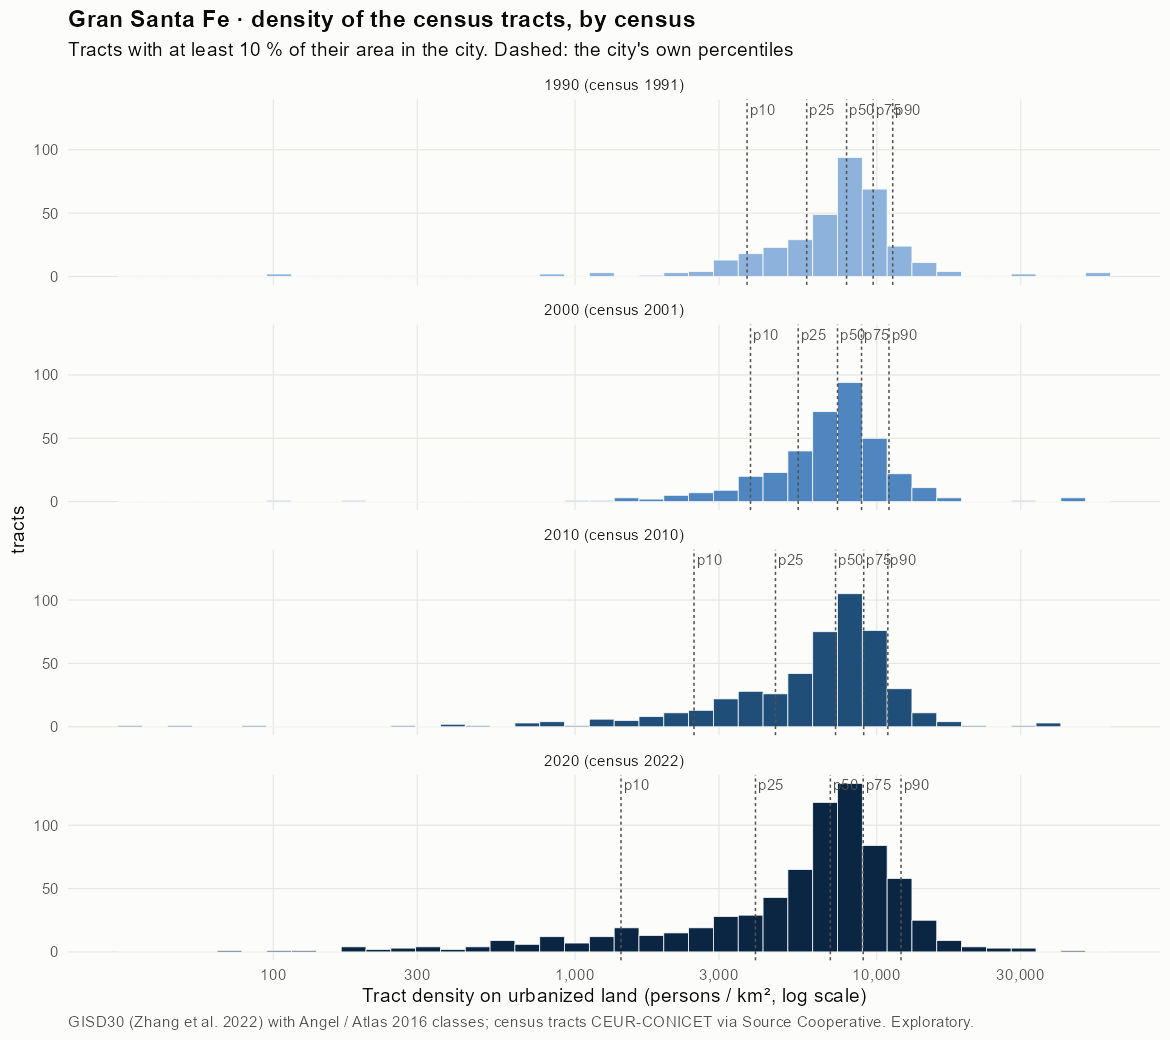 Gran Santa Fe · density of the census tracts, by census
Tracts with at least 10 % of their area in the city. Dashed: the city's own percentiles
1990 (census 1991)
p10 p25 p50 p75 p90
100
50
0
2000 (census 2001)
p10 p25 p50 p75 p90
100
50
0
2010 (census 2010)
p10 p25 p50 p75 p90
100
50
0
2020 (census 2022)
p10 p25 p50 p75 p90
100
50
0
tracts
100 300 1,000 3,000 10,000 30,000
Tract density on urbanized land (persons / km², log scale)
GISD30 (Zhang et al. 2022) with Angel / Atlas 2016 classes; census tracts CEUR-CONICET via Source Cooperative. Exploratory.